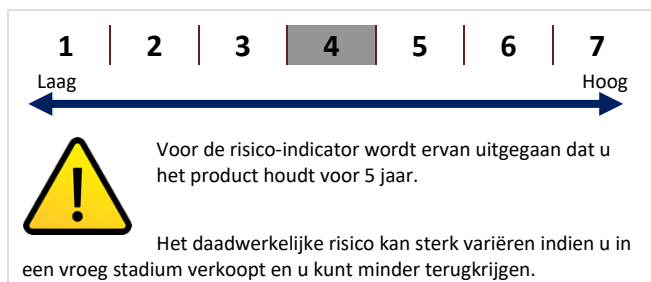 1 2 3 4 5 6 7
Laag Hoog
Voor de risico-indicator wordt ervan uitgegaan dat u
het product houdt voor 5 jaar.
Het daadwerkelijke risico kan sterk variëren indien u in
een vroeg stadium verkoopt en u kunt minder terugkrijgen.